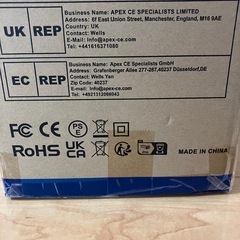 UK REP
Business Name: APEX CE SPECIALISTS LIMITED
Address: 6f East Union Street, Manchester, England, M16 9AE
Country: UK
Contact: Wells
E-mail: Info@apex-ce.com
Tel: +441616371080
EC REP
Business Name: Apex CE Specialists GmbH
Address: Grafenberger Allee 277-287,40237 Düsseldorf,DE
Contact: Wells Yan
Zip Code: 40237
E-mail: Info@apex-ce.com
FC CE PS E
RoHS UK CA
MADE IN CHINA